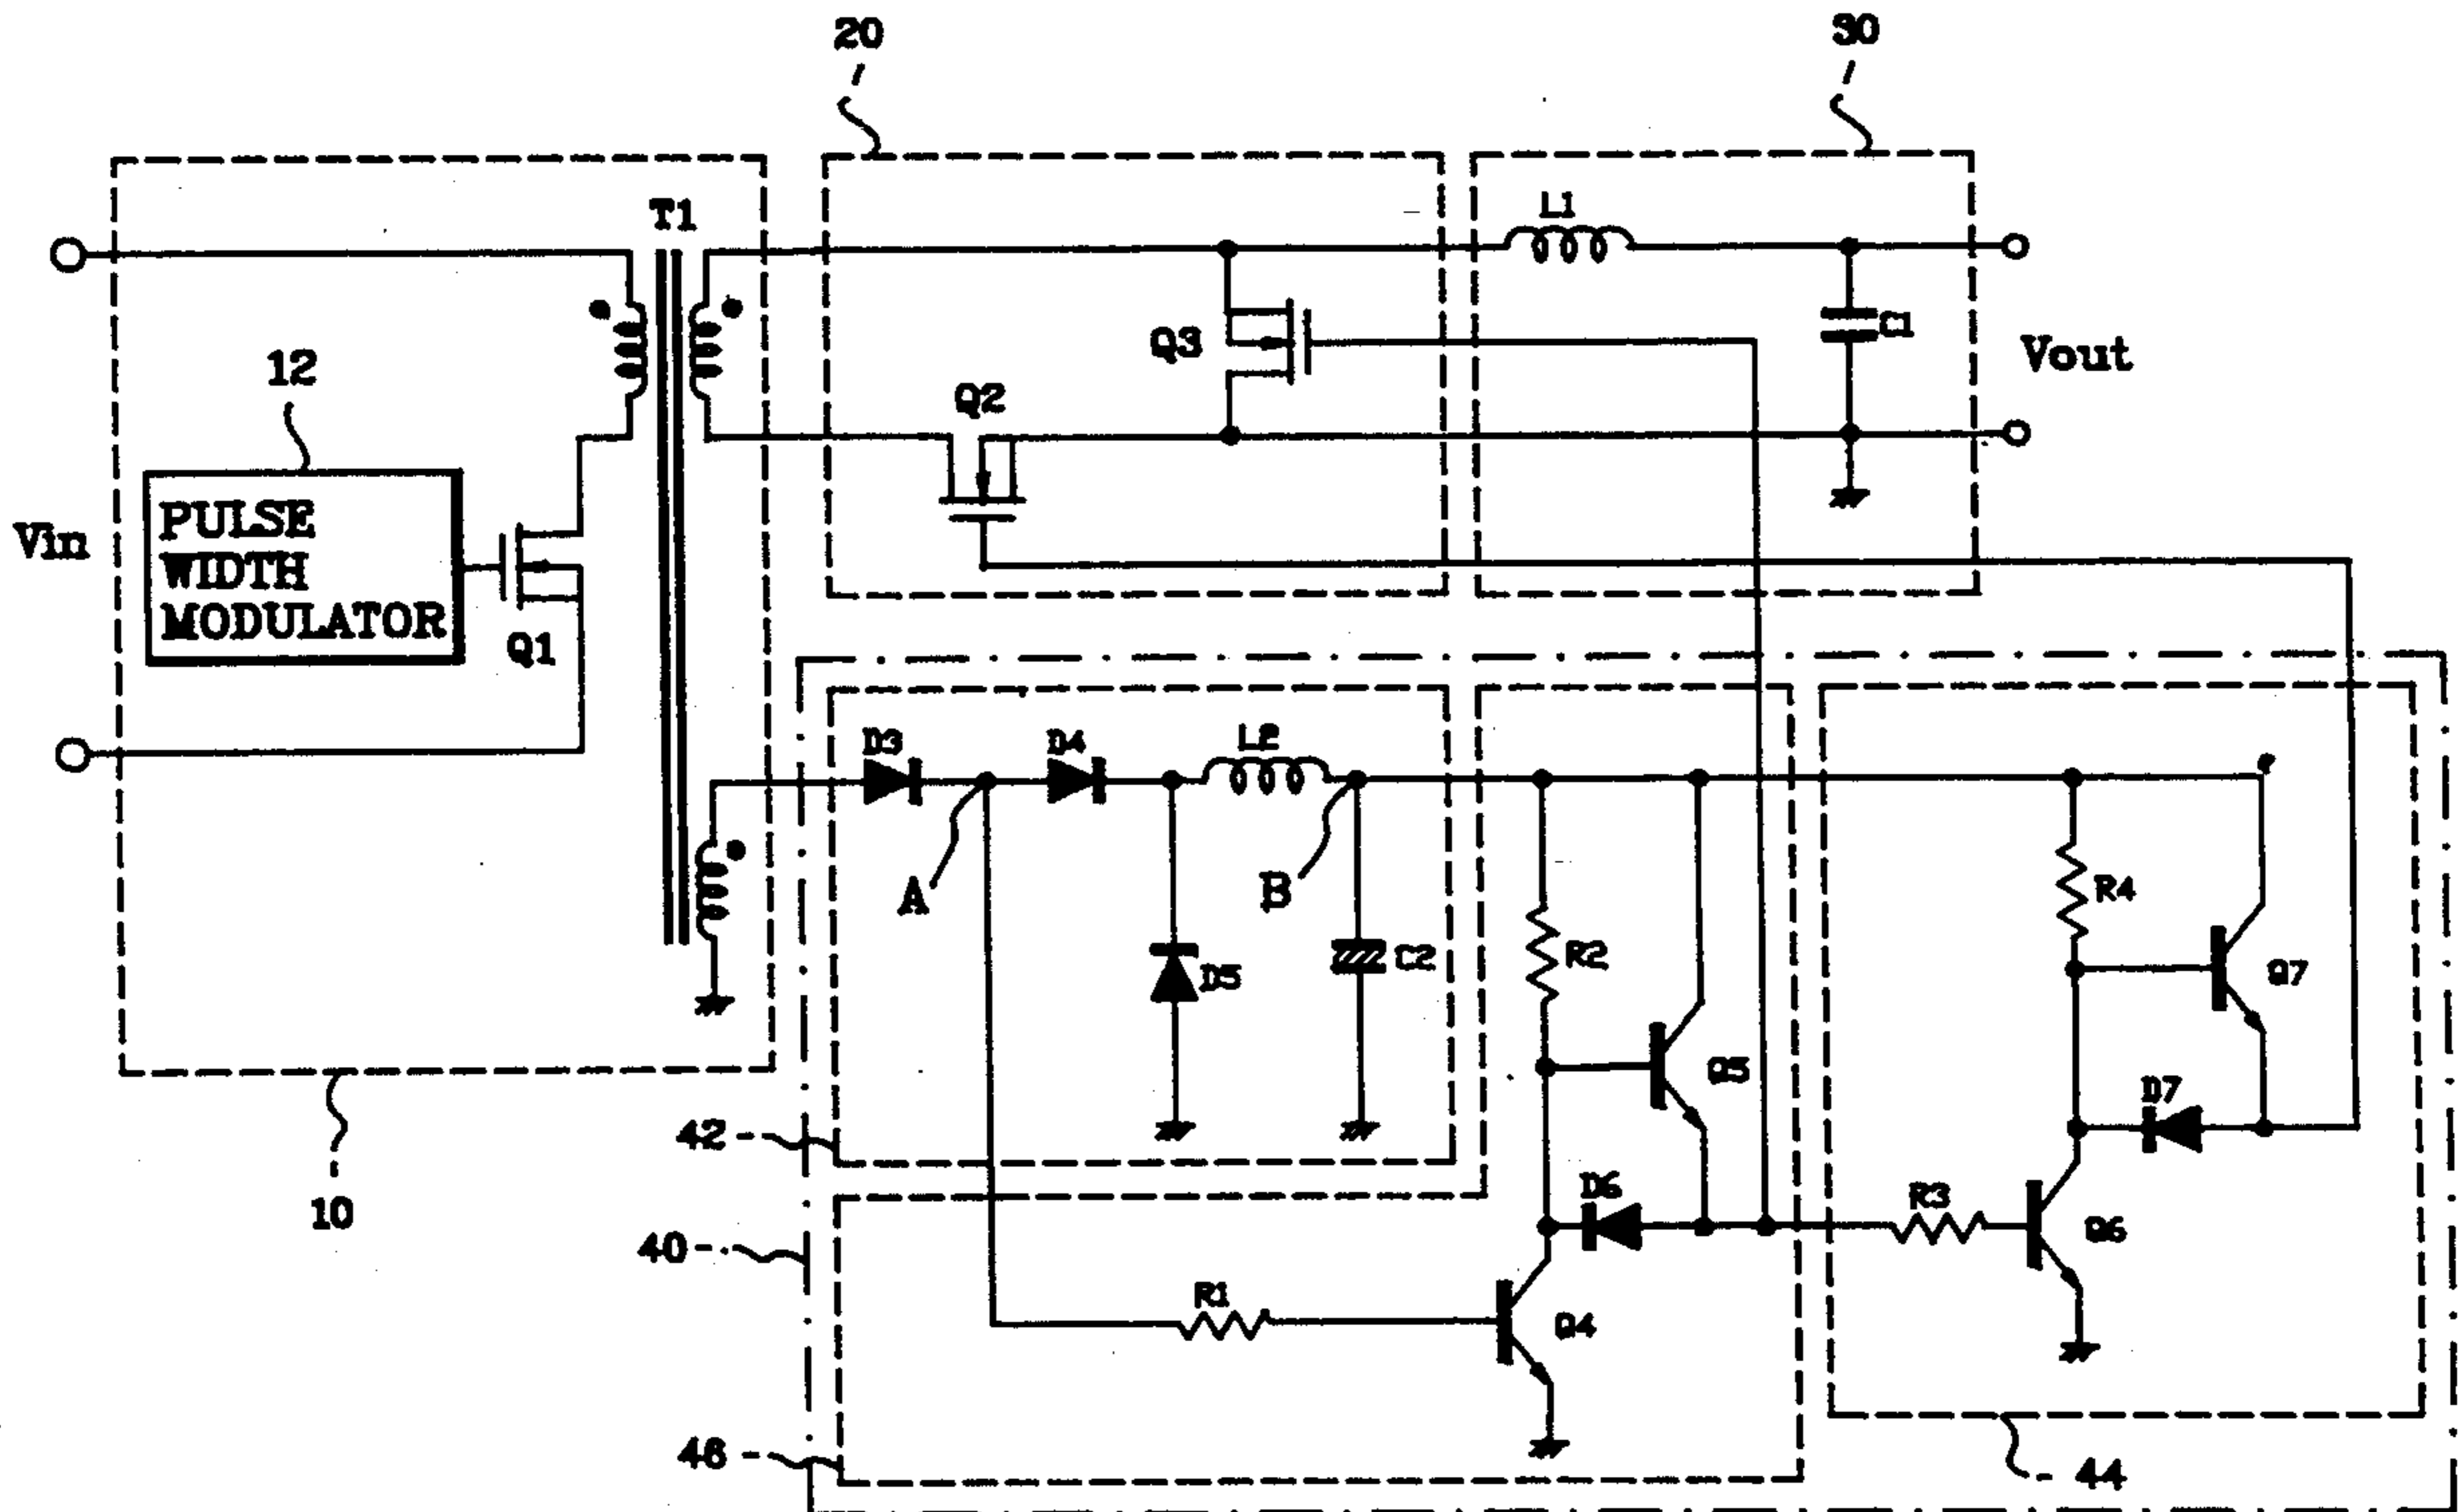 20
30
T1
L1
Q3
C1
Vout
12
Q2
PULSE
WIDTH
MODULATOR
Vin
Q1
D3
D4
L2
A
B
R4
R2
C2
D5
Q7
Q5
D7
42
10
D6
R3
Q6
40
R1
Q4
46
44